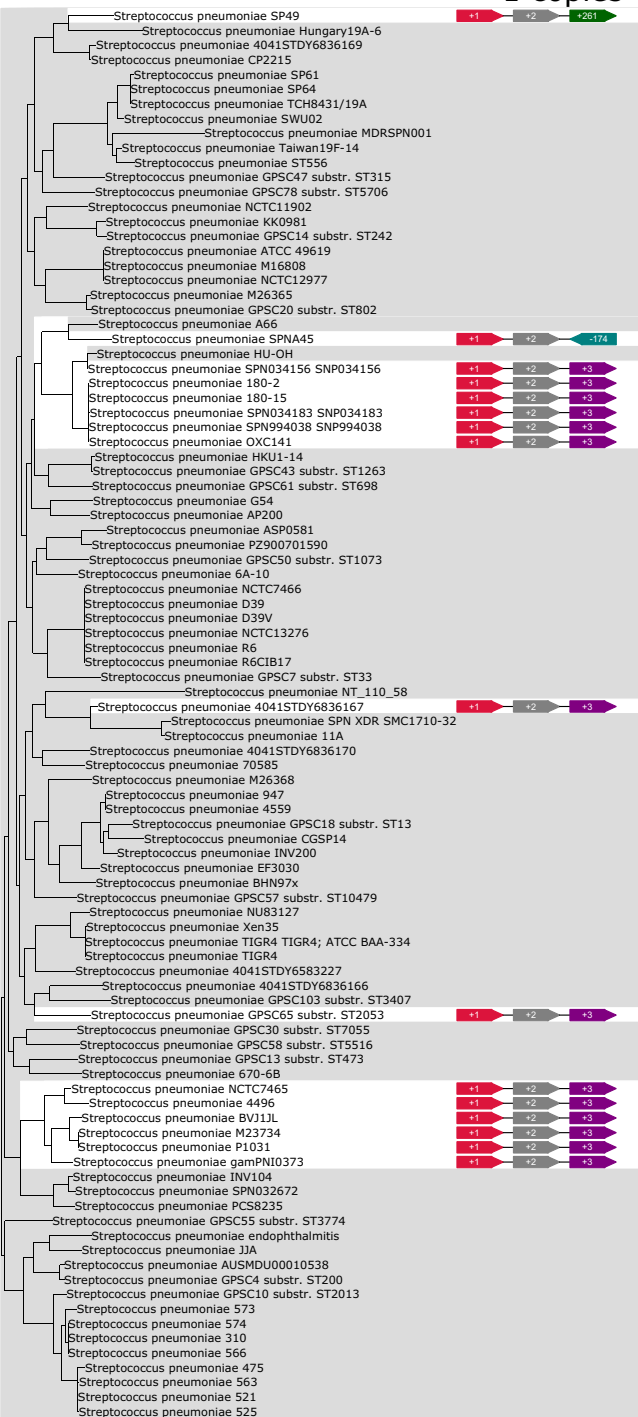 Streptococcus pneumoniae SP49 +1 +2 +261
Streptococcus pneumoniae Hungary19A-6
Streptococcus pneumoniae 4041STDY6836169
Streptococcus pneumoniae CP2215
Streptococcus pneumoniae SP61
Streptococcus pneumoniae SP64
Streptococcus pneumoniae TCH8431/19A
Streptococcus pneumoniae SWU02
Streptococcus pneumoniae MDRSPN001
Streptococcus pneumoniae Taiwan19F-14
Streptococcus pneumoniae ST556
Streptococcus pneumoniae GPSC47 substr. ST315
Streptococcus pneumoniae GPSC78 substr. ST5706
Streptococcus pneumoniae NCTC11902
Streptococcus pneumoniae KK0981
Streptococcus pneumoniae GPSC14 substr. ST242
Streptococcus pneumoniae ATCC 49619
Streptococcus pneumoniae M16808
Streptococcus pneumoniae NCTC12977
Streptococcus pneumoniae M26365
Streptococcus pneumoniae GPSC20 substr. ST802
Streptococcus pneumoniae A66
Streptococcus pneumoniae SPNA45 +1 +2 -174
Streptococcus pneumoniae HU-OH
Streptococcus pneumoniae SPN034156 SNP034156 +1 +2 +3
Streptococcus pneumoniae 180-2 +1 +2 +3
Streptococcus pneumoniae 180-15 +1 +2 +3
Streptococcus pneumoniae SPN034183 SNP034183 +1 +2 +3
Streptococcus pneumoniae SPN994038 SNP994038 +1 +2 +3
Streptococcus pneumoniae OXC141 +1 +2 +3
Streptococcus pneumoniae HKU1-14
Streptococcus pneumoniae GPSC43 substr. ST1263
Streptococcus pneumoniae GPSC61 substr. ST698
Streptococcus pneumoniae G54
Streptococcus pneumoniae AP200
Streptococcus pneumoniae ASP0581
Streptococcus pneumoniae PZ900701590
Streptococcus pneumoniae GPSC50 substr. ST1073
Streptococcus pneumoniae 6A-10
Streptococcus pneumoniae NCTC7466
Streptococcus pneumoniae D39
Streptococcus pneumoniae D39V
Streptococcus pneumoniae NCTC13276
Streptococcus pneumoniae R6
Streptococcus pneumoniae R6CIB17
Streptococcus pneumoniae GPSC7 substr. ST33
Streptococcus pneumoniae NT_110_58
Streptococcus pneumoniae 4041STDY6836167 +1 +2 +3
Streptococcus pneumoniae SPN XDR SMC1710-32
Streptococcus pneumoniae 11A
Streptococcus pneumoniae 4041STDY6836170
Streptococcus pneumoniae 70585
Streptococcus pneumoniae M26368
Streptococcus pneumoniae 947
Streptococcus pneumoniae 4559
Streptococcus pneumoniae GPSC18 substr. ST13
Streptococcus pneumoniae CGSP14
Streptococcus pneumoniae INV200
Streptococcus pneumoniae EF3030
Streptococcus pneumoniae BHN97x
Streptococcus pneumoniae GPSC57 substr. ST10479
Streptococcus pneumoniae NU83127
Streptococcus pneumoniae Xen35
Streptococcus pneumoniae TIGR4 TIGR4; ATCC BAA-334
Streptococcus pneumoniae TIGR4
Streptococcus pneumoniae 4041STDY6583227
Streptococcus pneumoniae 4041STDY6836166
Streptococcus pneumoniae GPSC103 substr. ST3407
Streptococcus pneumoniae GPSC65 substr. ST2053 +1 +2 +3
Streptococcus pneumoniae GPSC30 substr. ST7055
Streptococcus pneumoniae GPSC58 substr. ST5516
Streptococcus pneumoniae GPSC13 substr. ST473
Streptococcus pneumoniae 670-6B
Streptococcus pneumoniae NCTC7465 +1 +2 +3
Streptococcus pneumoniae 4496 +1 +2 +3
Streptococcus pneumoniae BVJ1JL +1 +2 +3
Streptococcus pneumoniae M23734 +1 +2 +3
Streptococcus pneumoniae P1031 +1 +2 +3
Streptococcus pneumoniae gamPNI0373 +1 +2 +3
Streptococcus pneumoniae INV104
Streptococcus pneumoniae SPN032672
Streptococcus pneumoniae PCS8235
Streptococcus pneumoniae GPSC55 substr. ST3774
Streptococcus pneumoniae endophthalmitis
Streptococcus pneumoniae JJA
Streptococcus pneumoniae AUSMDU00010538
Streptococcus pneumoniae GPSC4 substr. ST200
Streptococcus pneumoniae GPSC10 substr. ST2013
Streptococcus pneumoniae 573
Streptococcus pneumoniae 574
Streptococcus pneumoniae 310
Streptococcus pneumoniae 566
Streptococcus pneumoniae 475
Streptococcus pneumoniae 563
Streptococcus pneumoniae 521
Streptococcus pneumoniae 525